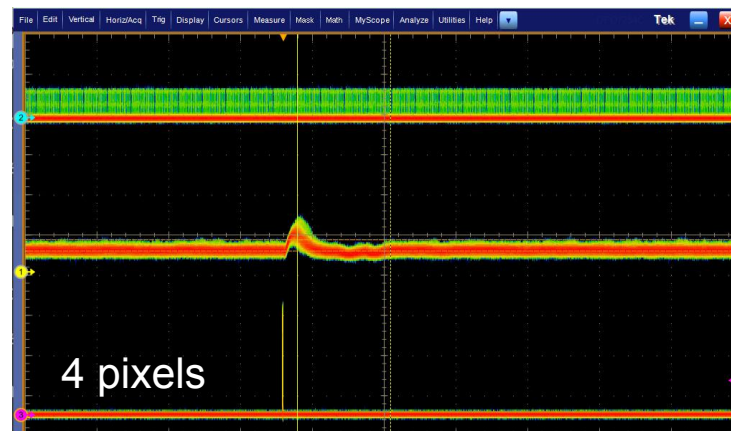 File Edit Vertical Horiz/Acq Trig Display Cursors Measure Mask Math MyScope Analyze Utilities Help Tek X
2
1
4 pixels
3